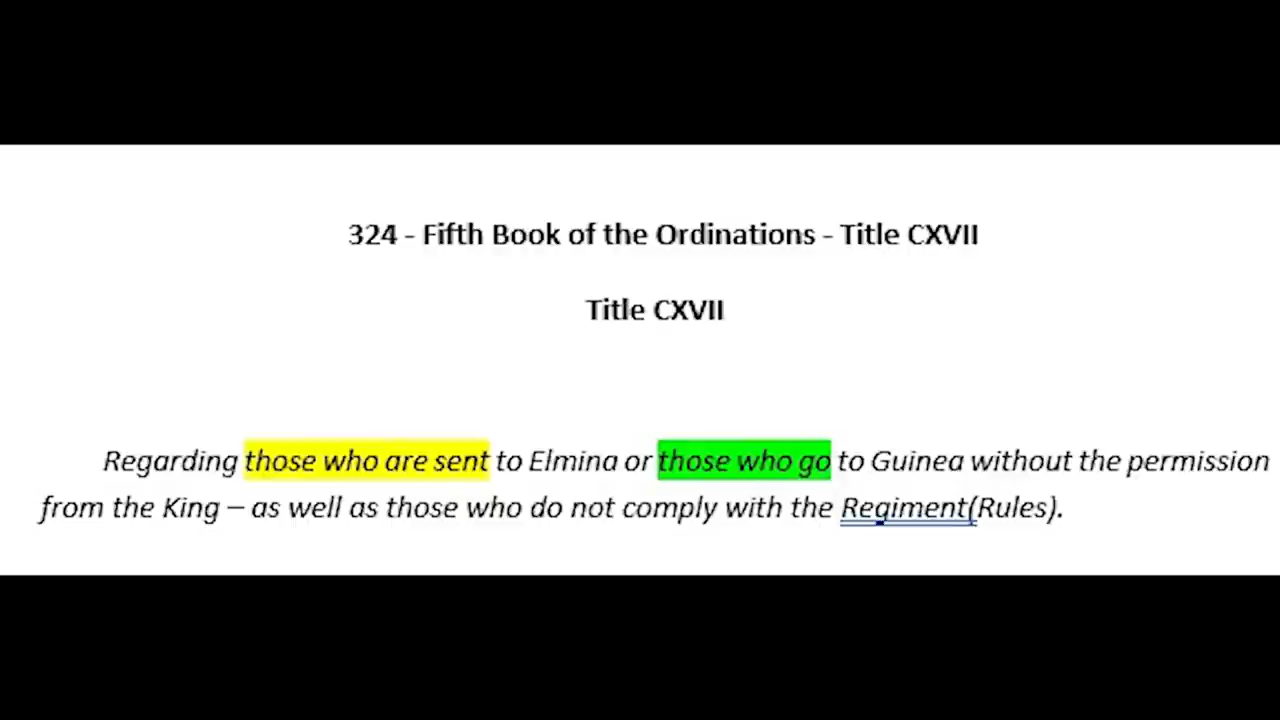 324 - Fifth Book of the Ordinations - Title CXVII
Title CXVII
Regarding those who are sent to Elmina or those who go to Guinea without the permission
from the King – as well as those who do not comply with the Regiment(Rules).